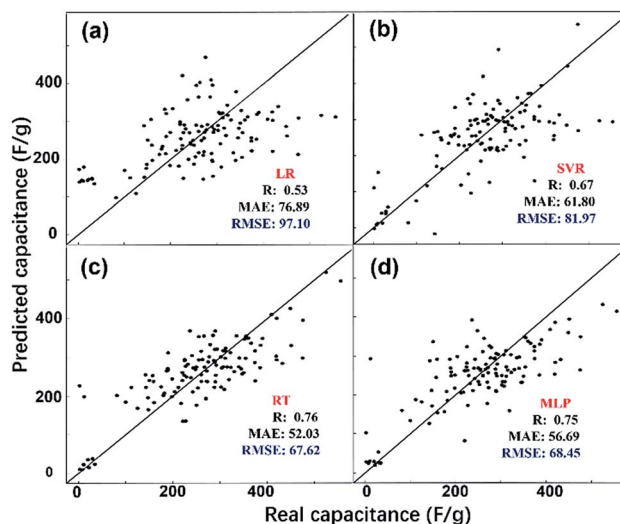 (a)
400
200
0
LR
R: 0.53
MAE: 76.89
RMSE: 97.10
(b)
SVR
R: 0.67
MAE: 61.80
RMSE: 81.97
(c)
400
200
0
RT
R: 0.76
MAE: 52.03
RMSE: 67.62
(d)
MLP
R: 0.75
MAE: 56.69
RMSE: 68.45
0 200 400 0 200 400
Predicted capacitance (F/g)
Real capacitance (F/g)